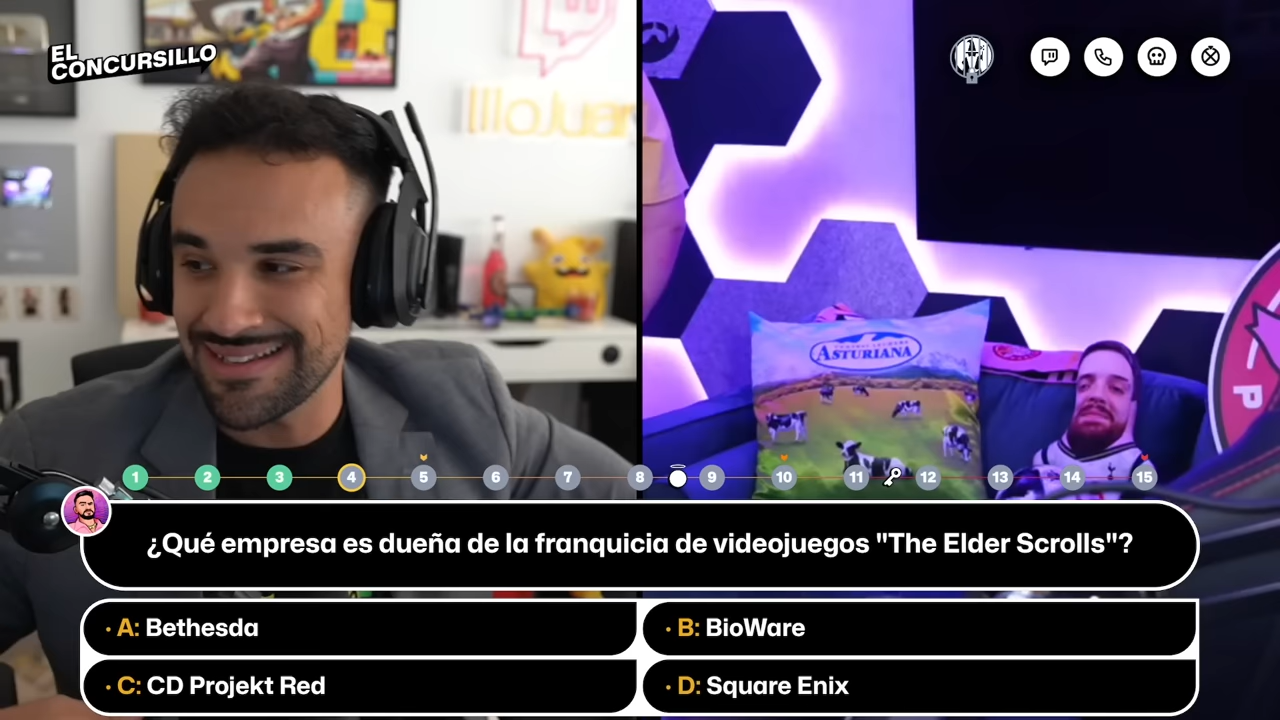 EL
CONCURSILLO
IlloJuan
ASTURIANA
P
1 2 3 4 5 6 7 8 9 10 11 12 13 14 15
¿Qué empresa es dueña de la franquicia de videojuegos "The Elder Scrolls"?
· A: Bethesda
· B: BioWare
· C: CD Projekt Red
· D: Square Enix